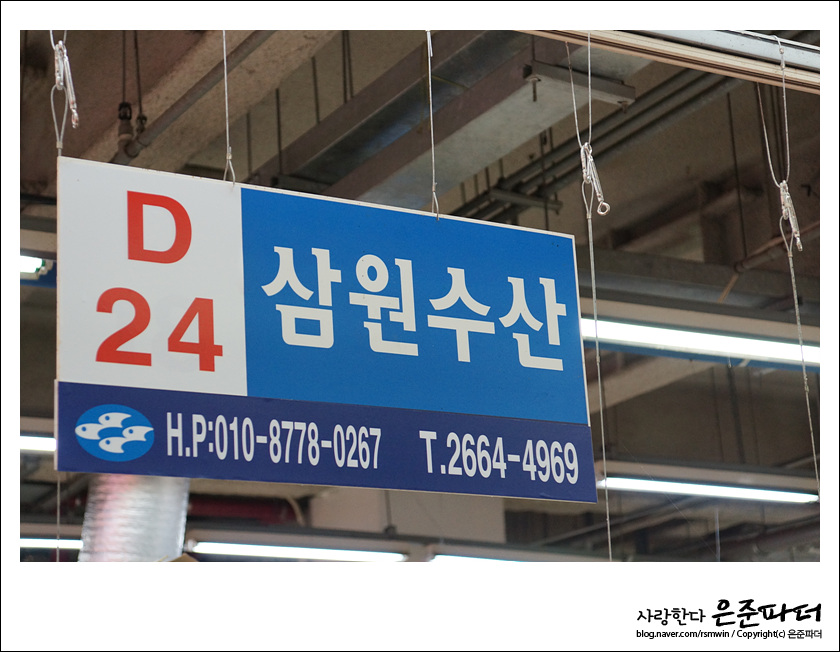 D
24
삼원수산
H.P:010-8778-0267 T.2664-4969
사랑한다 은준파더
blog.naver.com/rsmwin / Copyright(c) 은준파더